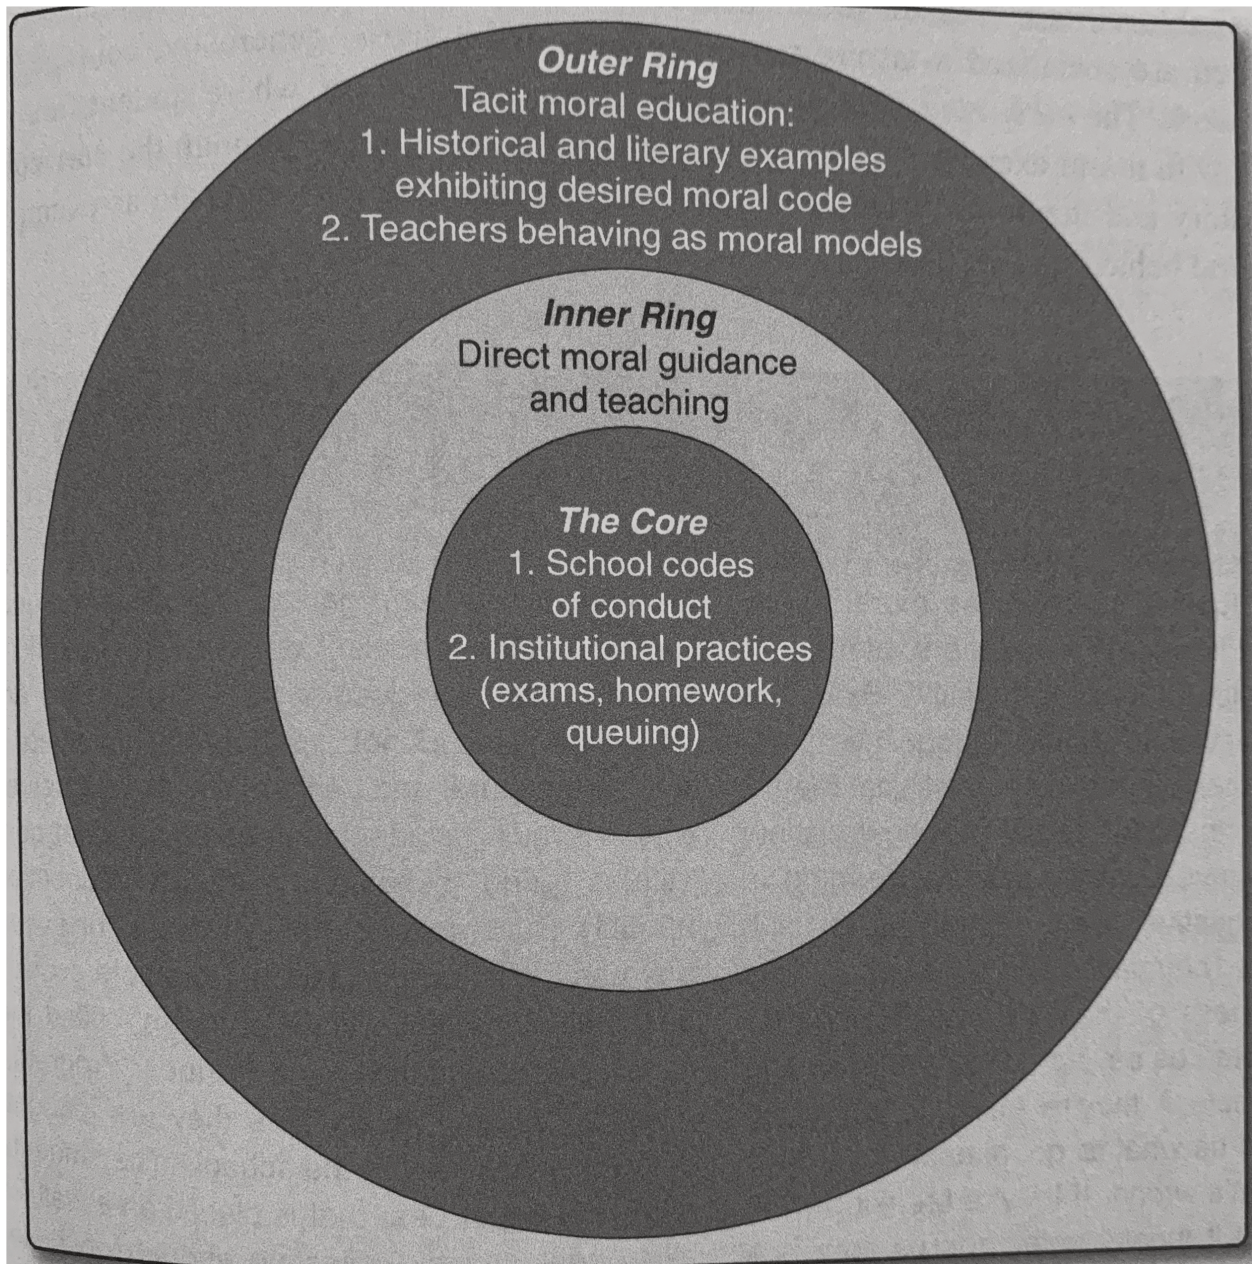 Outer Ring
Tacit moral education:
1. Historical and literary examples
exhibiting desired moral code
2. Teachers behaving as moral models
Inner Ring
Direct moral guidance
and teaching
The Core
1. School codes
of conduct
2. Institutional practices
(exams, homework,
queuing)